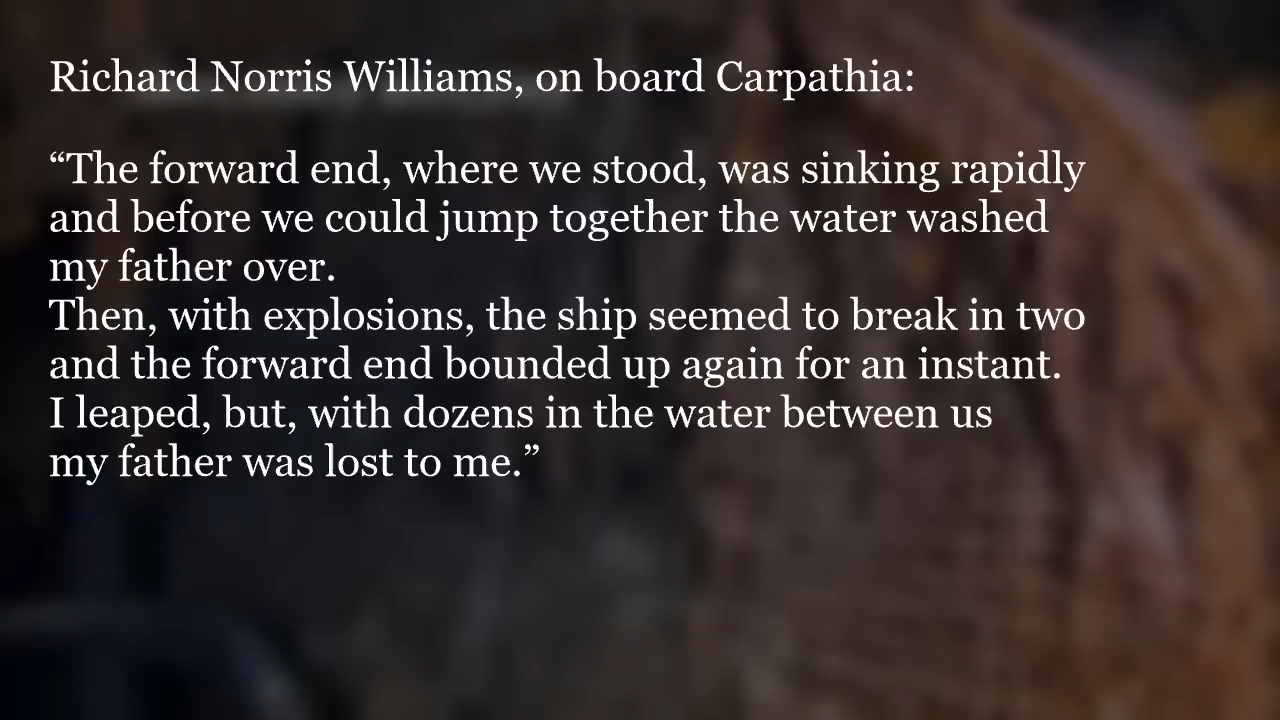 Richard Norris Williams, on board Carpathia:
“The forward end, where we stood, was sinking rapidly
and before we could jump together the water washed
my father over.
Then, with explosions, the ship seemed to break in two
and the forward end bounded up again for an instant.
I leaped, but, with dozens in the water between us
my father was lost to me.”